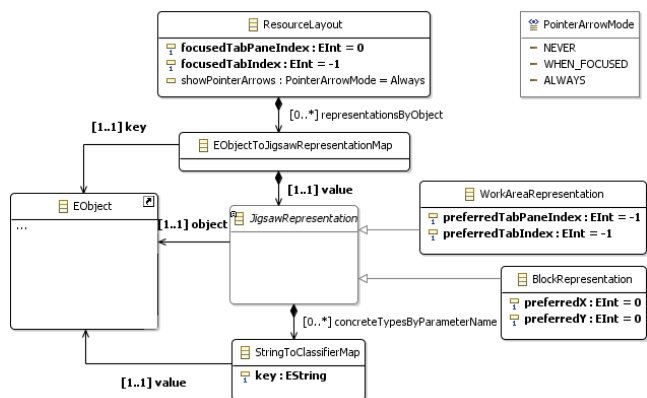 ResourceLayout
focusedTabPaneIndex : EInt = 0
focusedTabIndex : EInt = -1
showPointerArrows : PointerArrowMode = Always
PointerArrowMode
NEVER
WHEN_FOCUSED
ALWAYS
[0..*] representationsByObject
[1..1] key
EObjectToJigsawRepresentationMap
[1..1] value
EObject
...
[1..1] object
JigsawRepresentation
WorkAreaRepresentation
preferredTabPaneIndex : EInt = -1
preferredTabIndex : EInt = -1
BlockRepresentation
preferredX : EInt = 0
preferredY : EInt = 0
[0..*] concreteTypesByParameterName
StringToClassifierMap
key : EString
[1..1] value